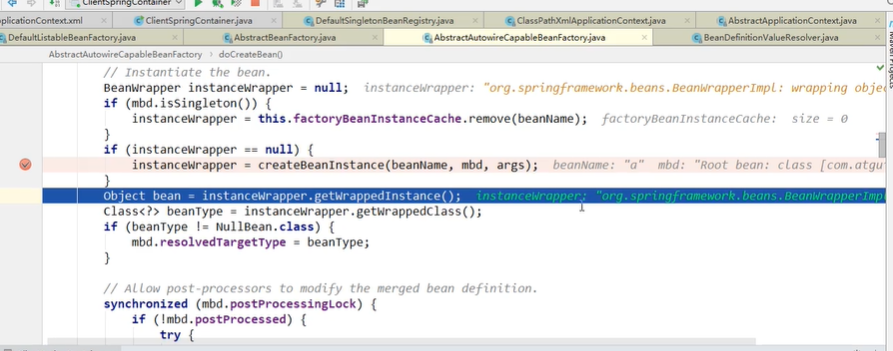 ClientSpringContainer
plicationContext.xml
ClientSpringContainer.java
DefaultSingletonBeanRegistry.java
ClassPathXmlApplicationContext.java
AbstractApplicationContext.java
DefaultListableBeanFactory.java
AbstractBeanFactory.java
AbstractAutowireCapableBeanFactory.java
BeanDefinitionValueResolver.java
AbstractAutowireCapableBeanFactory › doCreateBean()
// Instantiate the bean.
BeanWrapper instanceWrapper = null; instanceWrapper: "org.springframework.beans.BeanWrapperImpl: wrapping objec
if (mbd.isSingleton()) {
instanceWrapper = this.factoryBeanInstanceCache.remove(beanName); factoryBeanInstanceCache: size = 0
}
if (instanceWrapper == null) {
instanceWrapper = createBeanInstance(beanName, mbd, args); beanName: "a" mbd: "Root bean: class [com.atgu
}
Object bean = instanceWrapper.getWrappedInstance(); instanceWrapper: "org.springframework.beans.BeanWrapperImpl
Class<?> beanType = instanceWrapper.getWrappedClass();
if (beanType != NullBean.class) {
mbd.resolvedTargetType = beanType;
}
// Allow post-processors to modify the merged bean definition.
synchronized (mbd.postProcessingLock) {
if (!mbd.postProcessed) {
try {